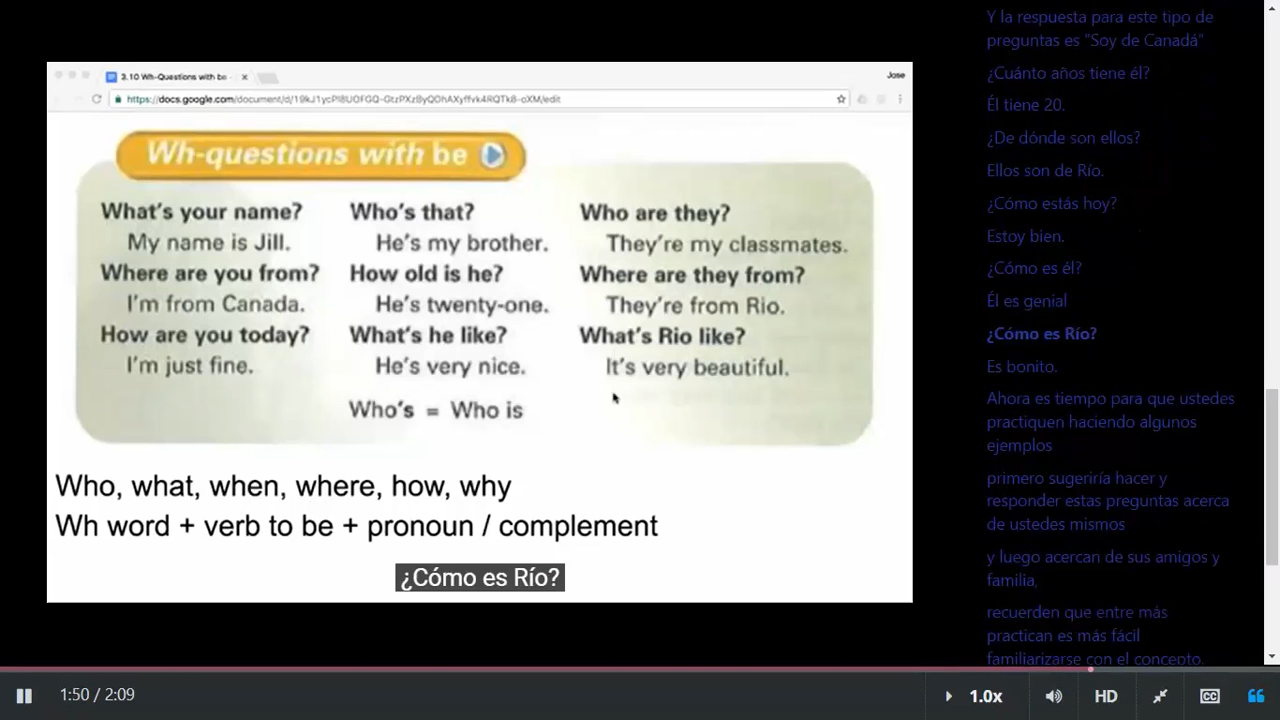 3.10 Wh-Questions with be -
Jose
Wh-questions with be
What's your name?
My name is Jill.
Where are you from?
I'm from Canada.
How are you today?
I'm just fine.
Who's that?
He's my brother.
How old is he?
He's twenty-one.
What's he like?
He's very nice.
Who's = Who is
Who are they?
They're my classmates.
Where are they from?
They're from Rio.
What's Rio like?
It's very beautiful.
Who, what, when, where, how, why
Wh word + verb to be + pronoun / complement
¿Cómo es Río?
Y la respuesta para este tipo de
preguntas es "Soy de Canadá"
¿Cuánto años tiene él?
Él tiene 20.
¿De dónde son ellos?
Ellos son de Río.
¿Cómo estás hoy?
Estoy bien.
¿Cómo es él?
Él es genial
¿Cómo es Río?
Es bonito.
Ahora es tiempo para que ustedes
practiquen haciendo algunos
ejemplos
primero sugeriría hacer y
responder estas preguntas acerca
de ustedes mismos
y luego acercan de sus amigos y
familia,
recuerden que entre más
practican es más fácil
familiarizarse con el concepto.
1:50 / 2:09
1.0x
HD
CC